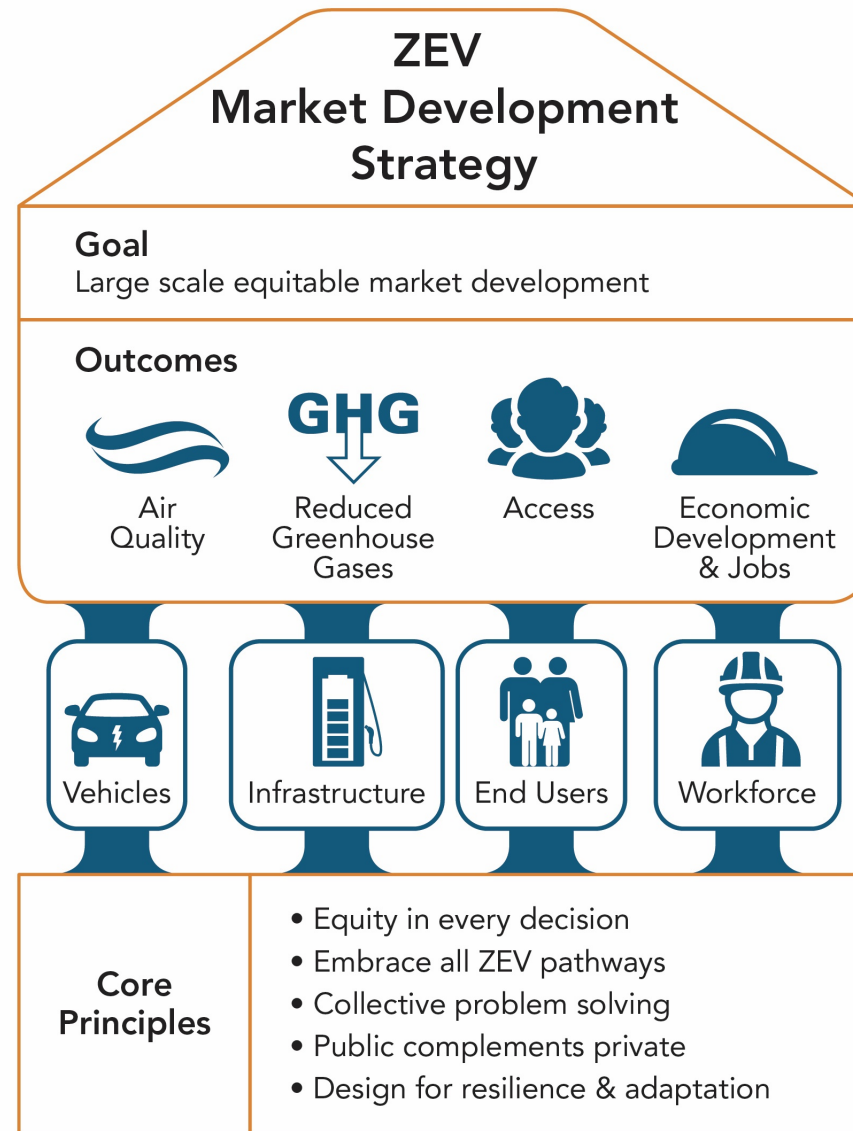 ZEV
Market Development
Strategy
Goal
Large scale equitable market development
Outcomes
GHG
Air
Quality
Reduced
Greenhouse
Gases
Access
Economic
Development
& Jobs
Vehicles
Infrastructure
End Users
Workforce
Core
Principles
• Equity in every decision
• Embrace all ZEV pathways
• Collective problem solving
• Public complements private
• Design for resilience & adaptation